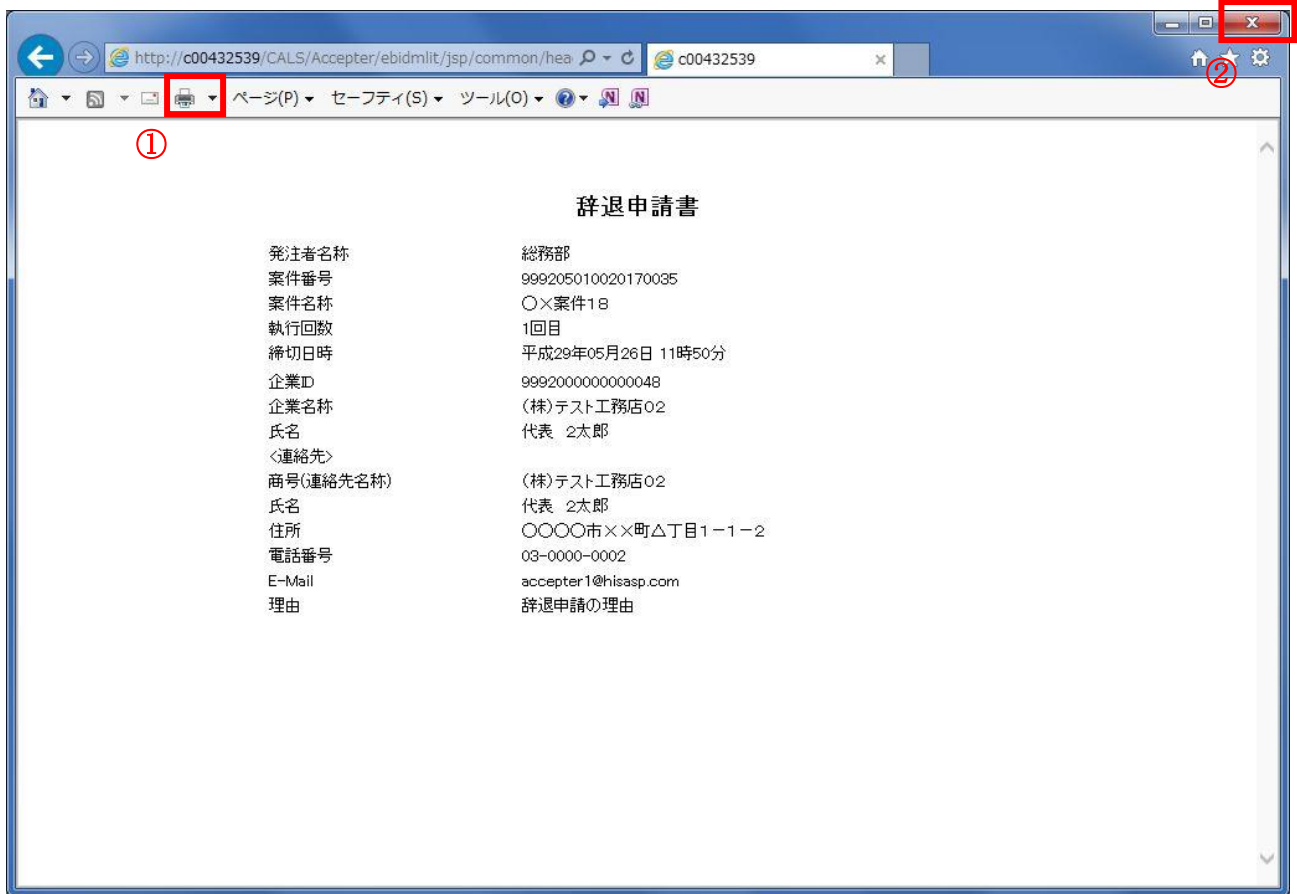 ②
http://c00432539/CALS/Accepter/ebidmlit/jsp/common/hea c00432539
ページ(P) セーフティ(S) ツール(O)
①
辞退申請書
発注者名称 総務部
案件番号 999205010020170035
案件名称 〇×案件18
執行回数 1回目
締切日時 平成29年05月26日 11時50分
企業ID 9992000000000048
企業名称 (株)テスト工務店02
氏名 代表 2太郎
<連絡先>
商号(連絡先名称) (株)テスト工務店02
氏名 代表 2太郎
住所 〇〇〇〇市××町△丁目1-1-2
電話番号 03-0000-0002
E-Mail accepter1@hisasp.com
理由 辞退申請の理由